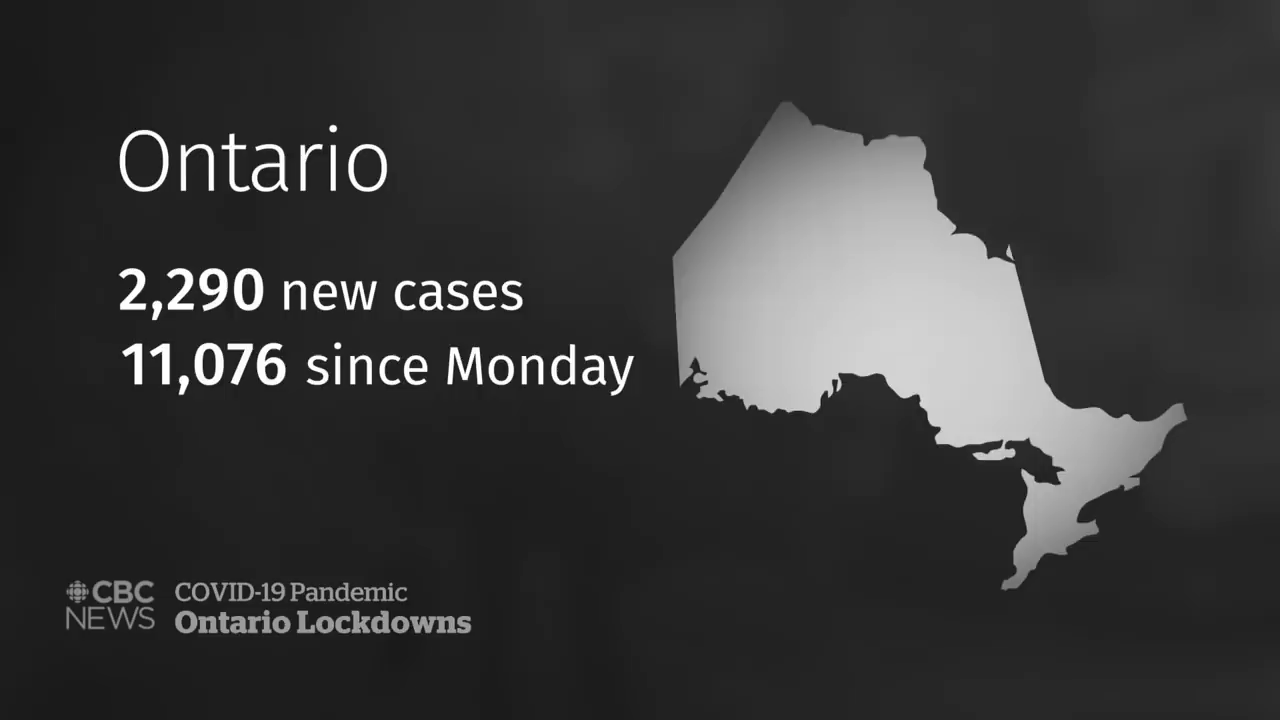 Ontario
2,290 new cases
11,076 since Monday
CBC
NEWS
COVID-19 Pandemic
Ontario Lockdowns